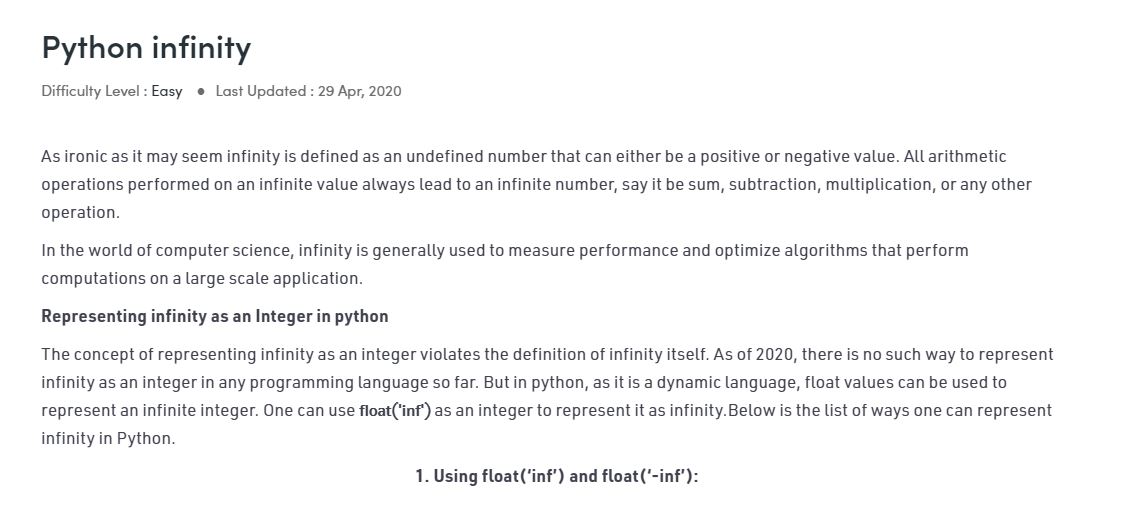 Python infinity
Difficulty Level : Easy ● Last Updated : 29 Apr, 2020
As ironic as it may seem infinity is defined as an undefined number that can either be a positive or negative value. All arithmetic
operations performed on an infinite value always lead to an infinite number, say it be sum, subtraction, multiplication, or any other
operation.
In the world of computer science, infinity is generally used to measure performance and optimize algorithms that perform
computations on a large scale application.
Representing infinity as an Integer in python
The concept of representing infinity as an integer violates the definition of infinity itself. As of 2020, there is no such way to represent
infinity as an integer in any programming language so far. But in python, as it is a dynamic language, float values can be used to
represent an infinite integer. One can use float('inf') as an integer to represent it as infinity.Below is the list of ways one can represent
infinity in Python.
1. Using float(‘inf’) and float(‘-inf’):